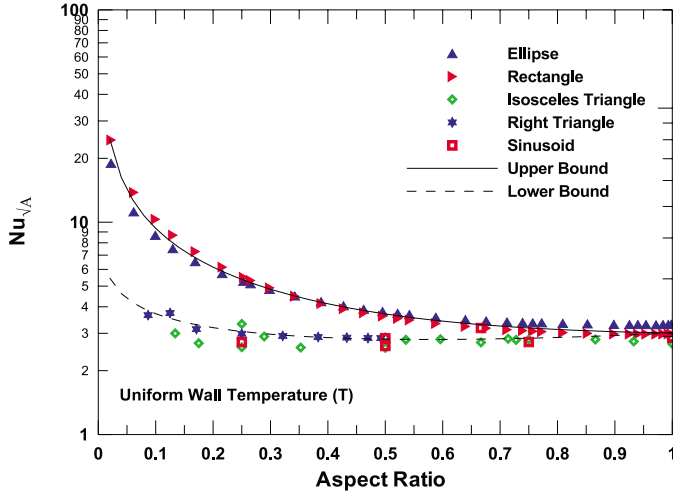 100
90
80
70
60
50
40
30
20
10
9
8
7
6
5
4
3
2
1
Nu√A
Ellipse
Rectangle
Isosceles Triangle
Right Triangle
Sinusoid
Upper Bound
Lower Bound
Uniform Wall Temperature (T)
0 0.1 0.2 0.3 0.4 0.5 0.6 0.7 0.8 0.9 1
Aspect Ratio